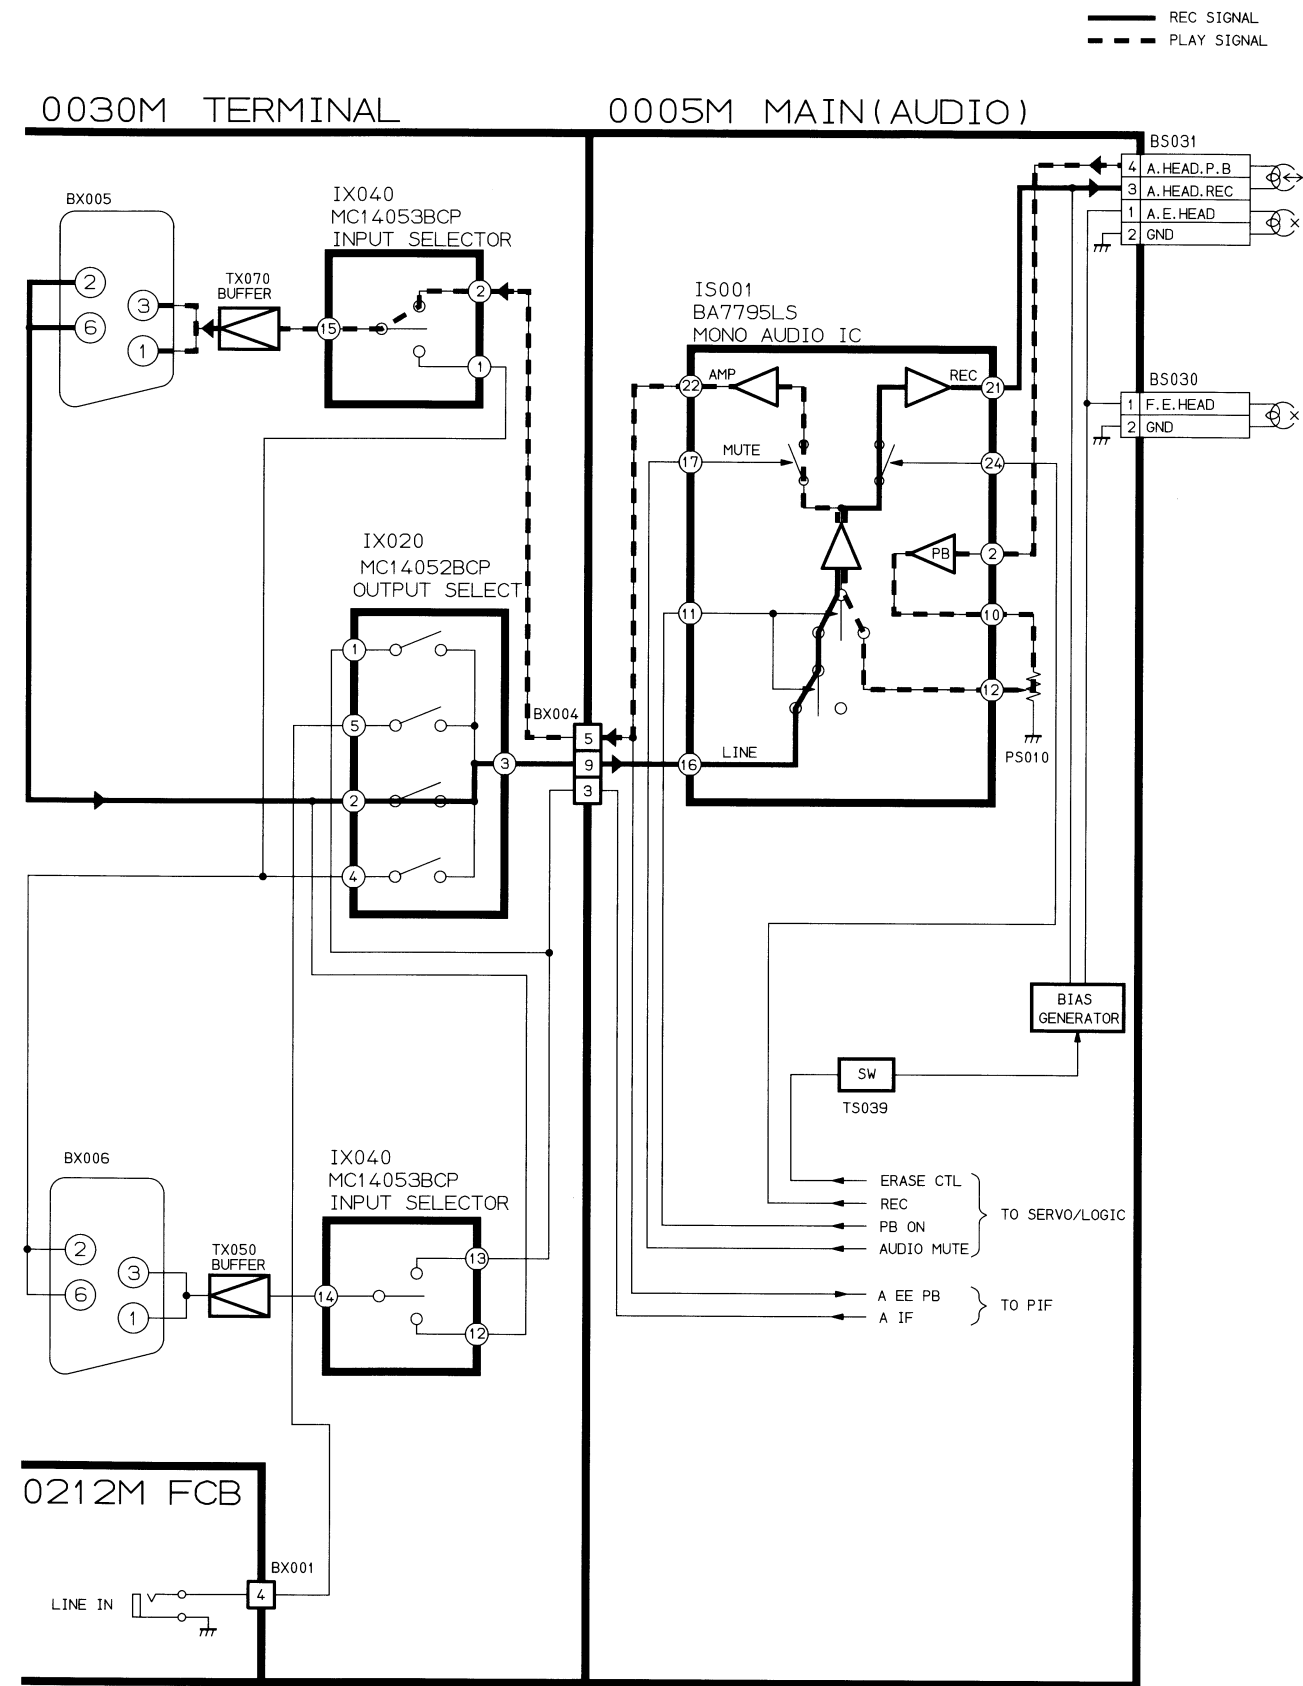 REC SIGNAL
PLAY SIGNAL
0030M TERMINAL
0005M MAIN(AUDIO)
BS031
4 A.HEAD.P.B
3 A.HEAD.REC
1 A.E.HEAD
2 GND
BX005
2
6
3
1
TX070
BUFFER
IX040
MC14053BCP
INPUT SELECTOR
15
2
1
IS001
BA7795LS
MONO AUDIO IC
22
AMP
REC
21
17
MUTE
24
PB
2
11
10
12
LINE
16
PS010
BS030
1 F.E.HEAD
2 GND
IX020
MC14052BCP
OUTPUT SELECT
1
5
2
4
3
BX004
5
9
3
BIAS
GENERATOR
SW
TS039
ERASE CTL
REC
PB ON
AUDIO MUTE
TO SERVO/LOGIC
A EE PB
A IF
TO PIF
BX006
2
6
3
1
TX050
BUFFER
IX040
MC14053BCP
INPUT SELECTOR
14
13
12
0212M FCB
BX001
4
LINE IN